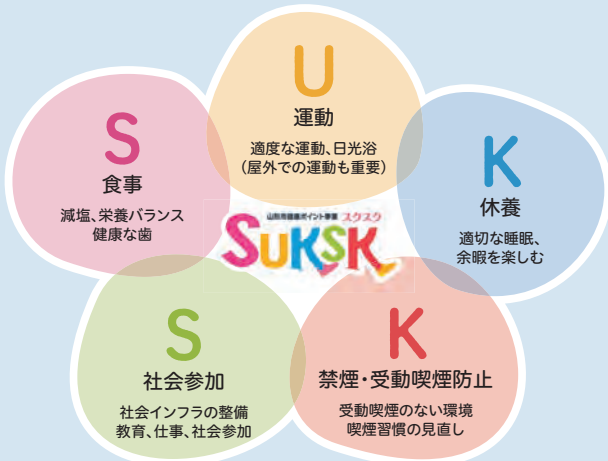 U
運動
適度な運動、日光浴
（屋外での運動も重要）
S
食事
減塩、栄養バランス
健康な歯
K
休養
適切な睡眠、
余暇を楽しむ
山形市健康ポイント事業 スクスク
SUKSK
S
社会参加
社会インフラの整備
教育、仕事、社会参加
K
禁煙・受動喫煙防止
受動喫煙のない環境
喫煙習慣の見直し